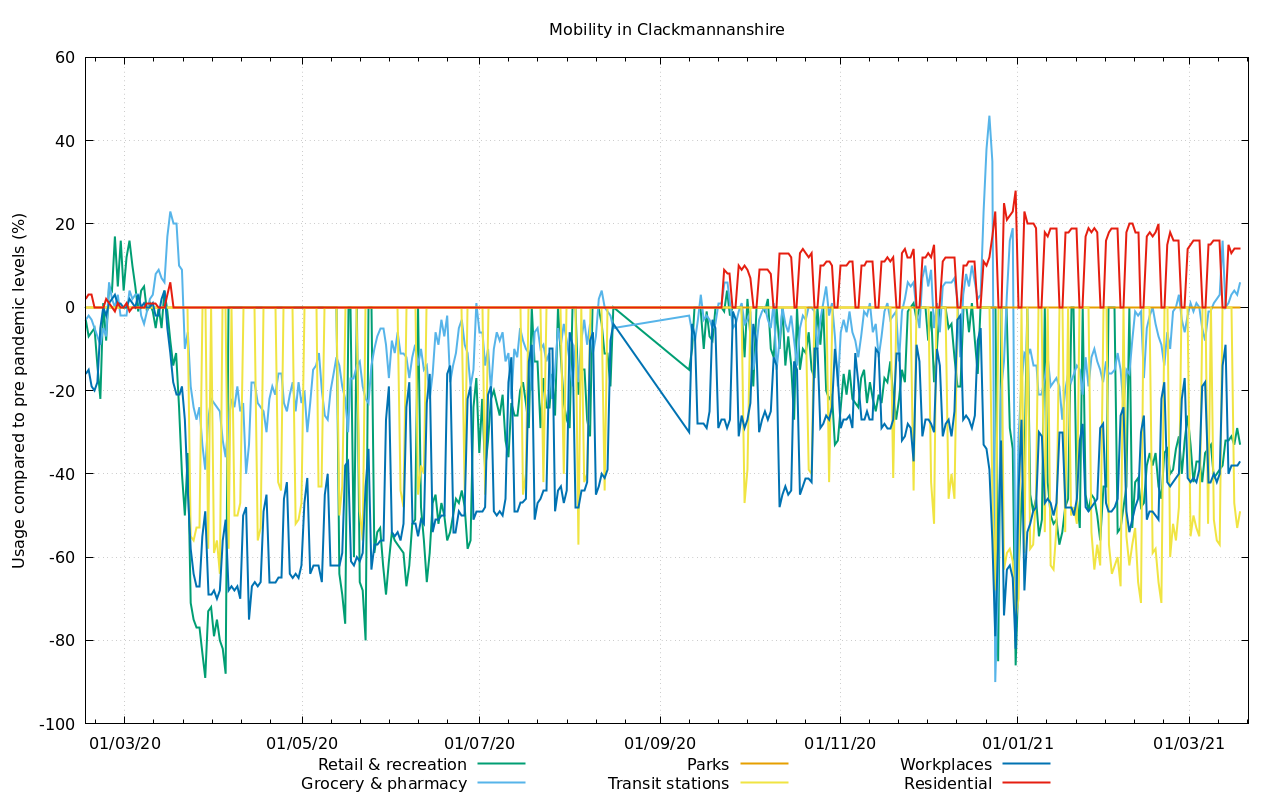 Mobility in Clackmannanshire
Usage compared to pre pandemic levels (%)
60
40
20
0
-20
-40
-60
-80
-100
01/03/20 01/05/20 01/07/20 01/09/20 01/11/20 01/01/21 01/03/21
Retail & recreation Parks Workplaces
Grocery & pharmacy Transit stations Residential